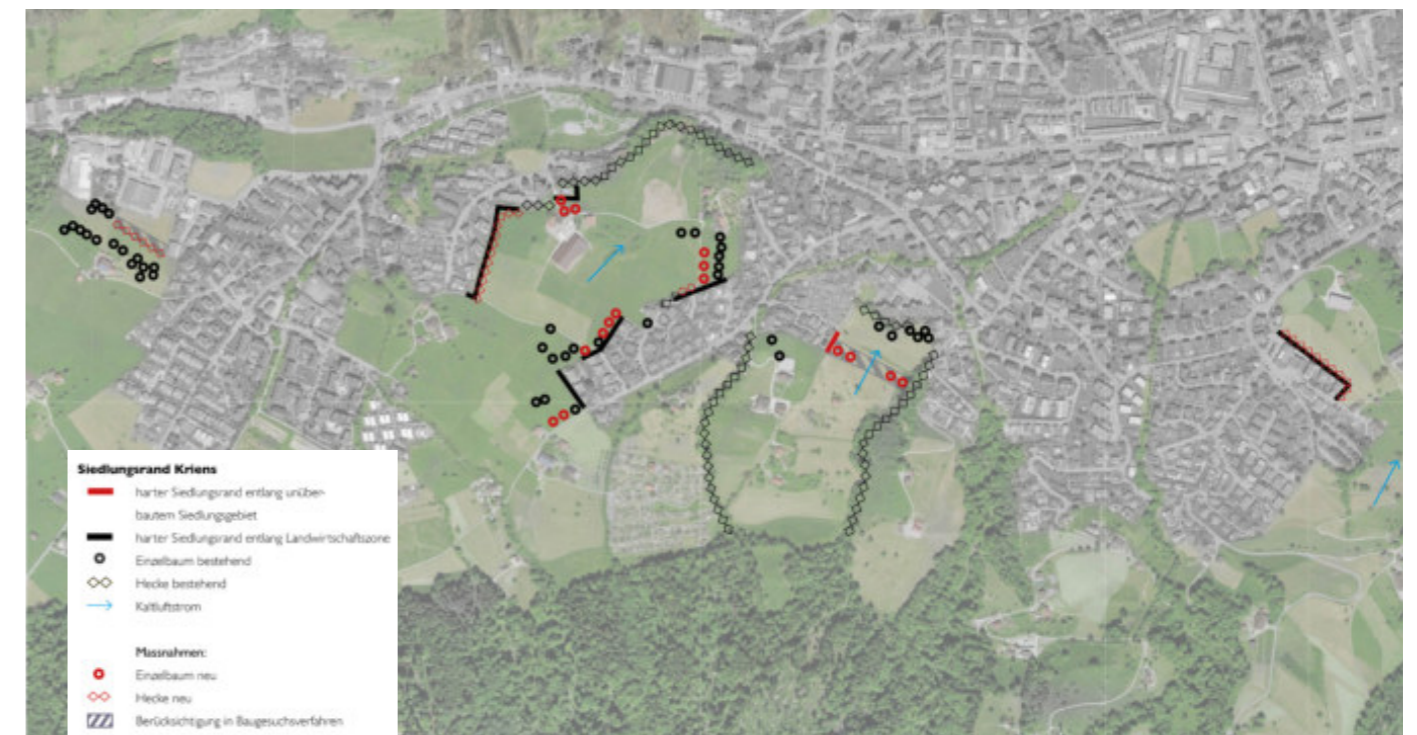 Siedlungsrand Kriens
harter Siedlungsrand entlang unüber-
bautem Siedlungsgebiet
harter Siedlungsrand entlang Landwirtschaftszone
Einzelbaum bestehend
Hecke bestehend
Kaltluftstrom
Massnahmen:
Einzelbaum neu
Hecke neu
Berücksichtigung in Baugesuchsverfahren